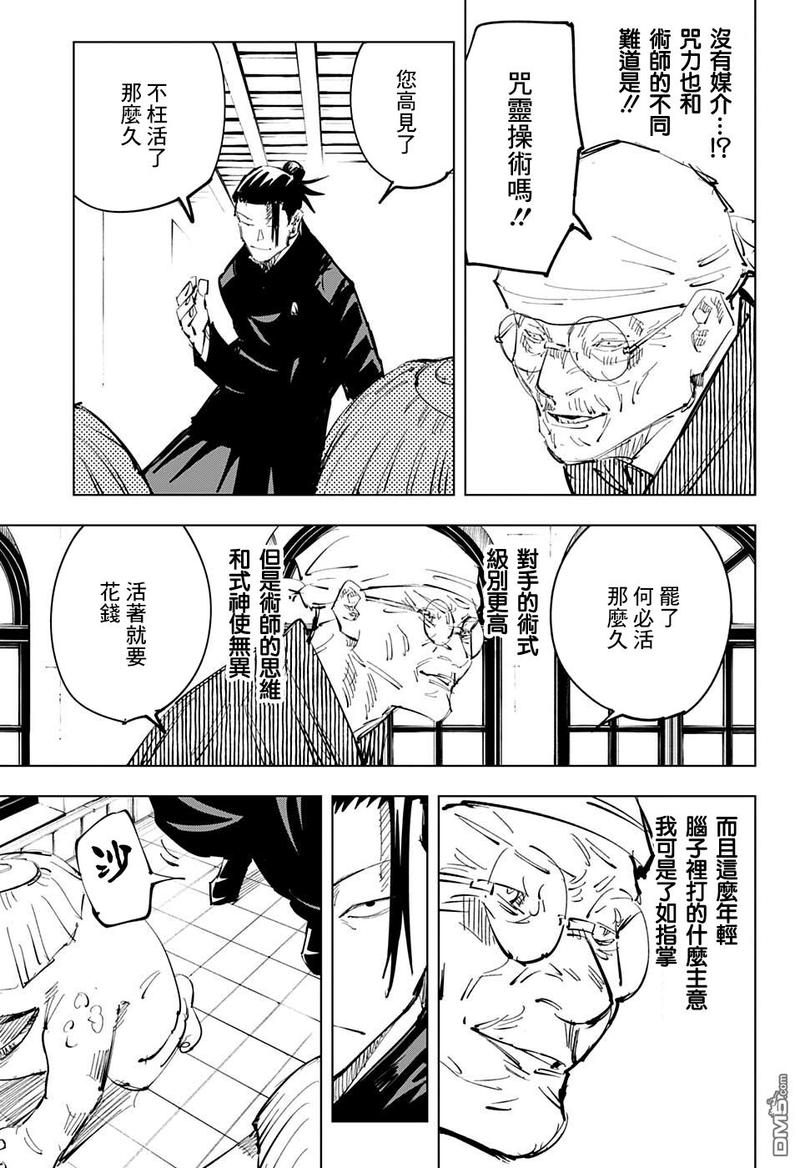 沒有媒介…!?
咒力也和
術師的不同
難道是!!
咒靈操術嗎!!
您高見了
不枉活了
那麼久
罷了
何必活
那麼久
對手的術式
級別更高
但是術師的思維
和式神使無異
活著就要
花錢
而且這麼年輕
腦子裡打的什麼主意
我可是了如指掌
沙
DM5.com